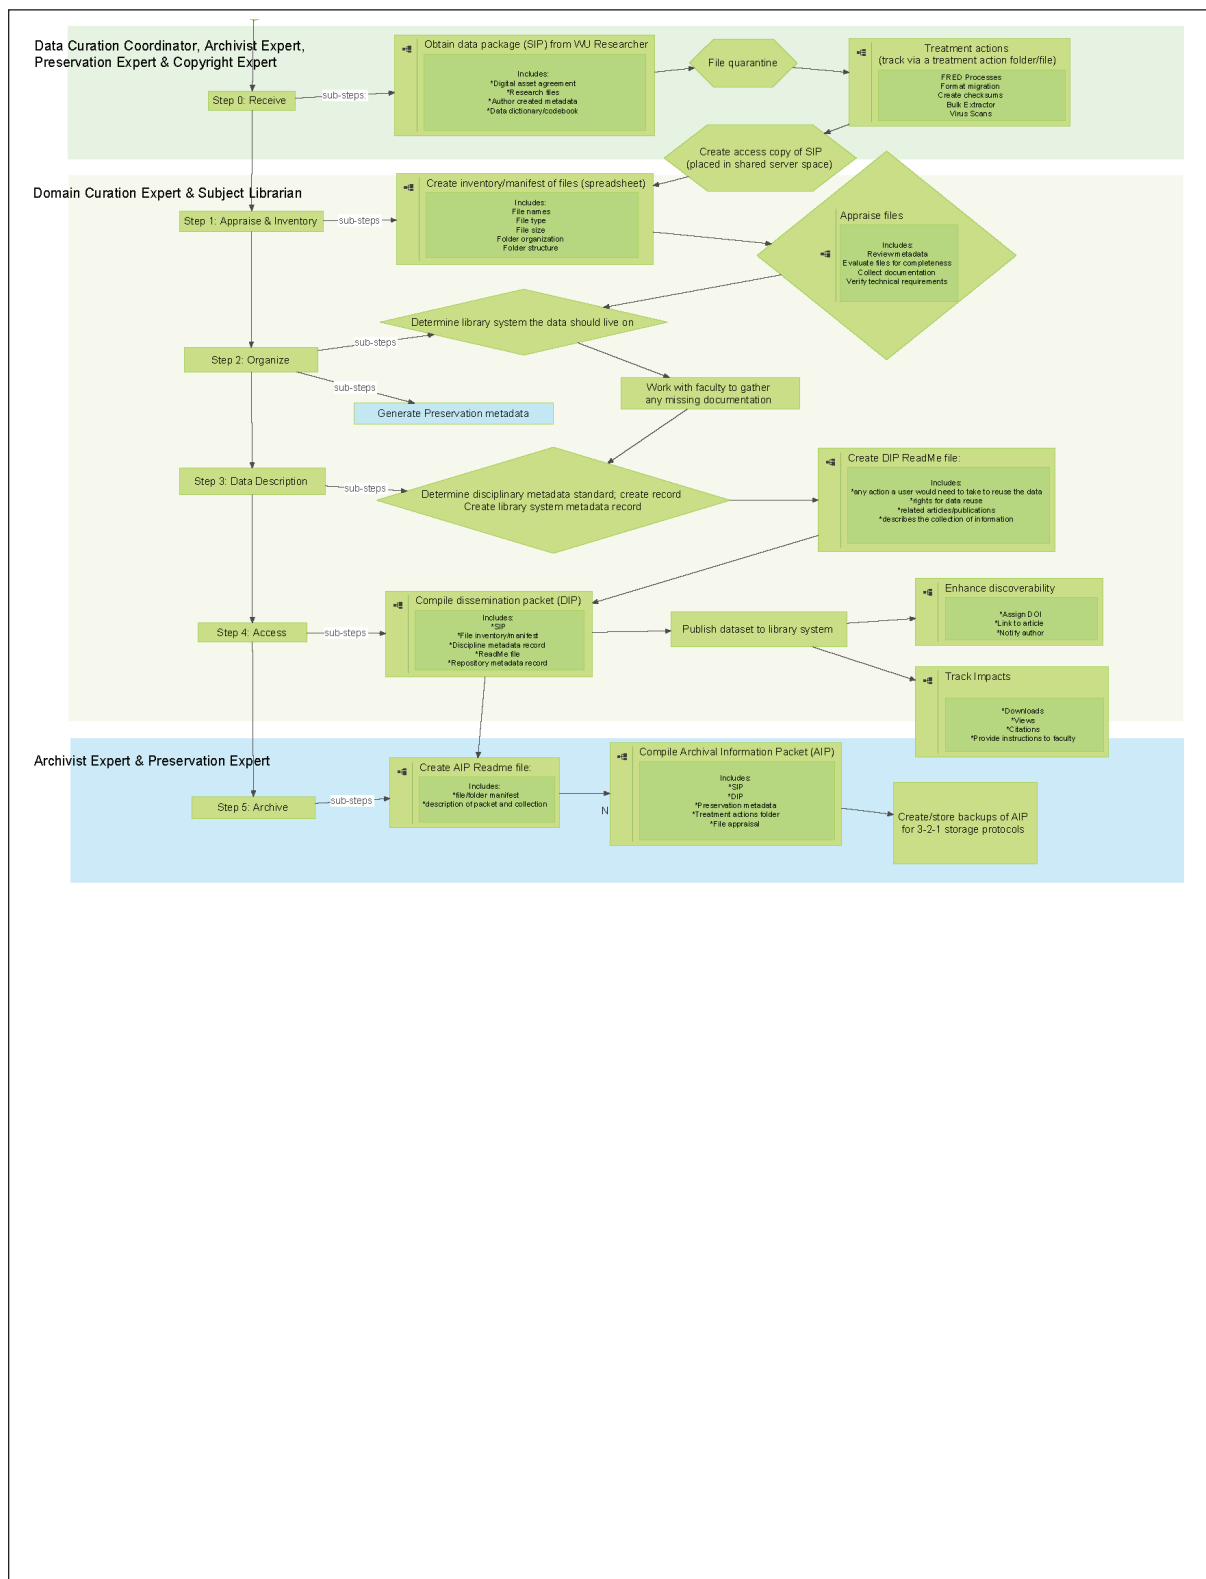 Data Curation Coordinator, Archivist Expert,
Preservation Expert & Copyright Expert
Step 0: Receive
sub-steps:
Obtain data package (SIP) from WU Researcher
Includes:
*Digital asset agreement
*Research files
*Author created metadata
*Data dictionary/codebook
File quarantine
Treatment actions
(track via a treatment action folder/file)
FRED Processes
Format migration
Create checksums
Bulk Extractor
Virus Scans
Create access copy of SIP
(placed in shared server space)
Domain Curation Expert & Subject Librarian
Step 1: Appraise & Inventory
sub-steps
Create inventory/manifest of files (spreadsheet)
Includes:
File names
File type
File size
Folder organization
Folder structure
Appraise files
Includes:
Review metadata
Evaluate files for completeness
Collect documentation
Verify technical requirements
Determine library system the data should live on
Step 2: Organize
sub-steps
sub-steps
Generate Preservation metadata
Work with faculty to gather
any missing documentation
Step 3: Data Description
sub-steps
Determine disciplinary metadata standard; create record
Create library system metadata record
Create DIP ReadMe file:
Includes:
*any action a user would need to take to reuse the data
*rights for data reuse
*related articles/publications
*describes the collection of information
Step 4: Access
sub-steps
Compile dissemination packet (DIP)
Includes:
*SIP
*File inventory/manifest
*Discipline metadata record
*ReadMe file
*Repository metadata record
Publish dataset to library system
Enhance discoverability
*Assign DOI
*Link to article
*Notify author
Track Impacts
*Downloads
*Views
*Citations
*Provide instructions to faculty
Archivist Expert & Preservation Expert
Step 5: Archive
sub-steps
Create AIP Readme file:
Includes:
*file/folder manifest
*description of packet and collection
N
Compile Archival Information Packet (AIP)
Includes:
*SIP
*DIP
*Preservation metadata
*Treatment actions folder
*File appraisal
Create/store backups of AIP
for 3-2-1 storage protocols